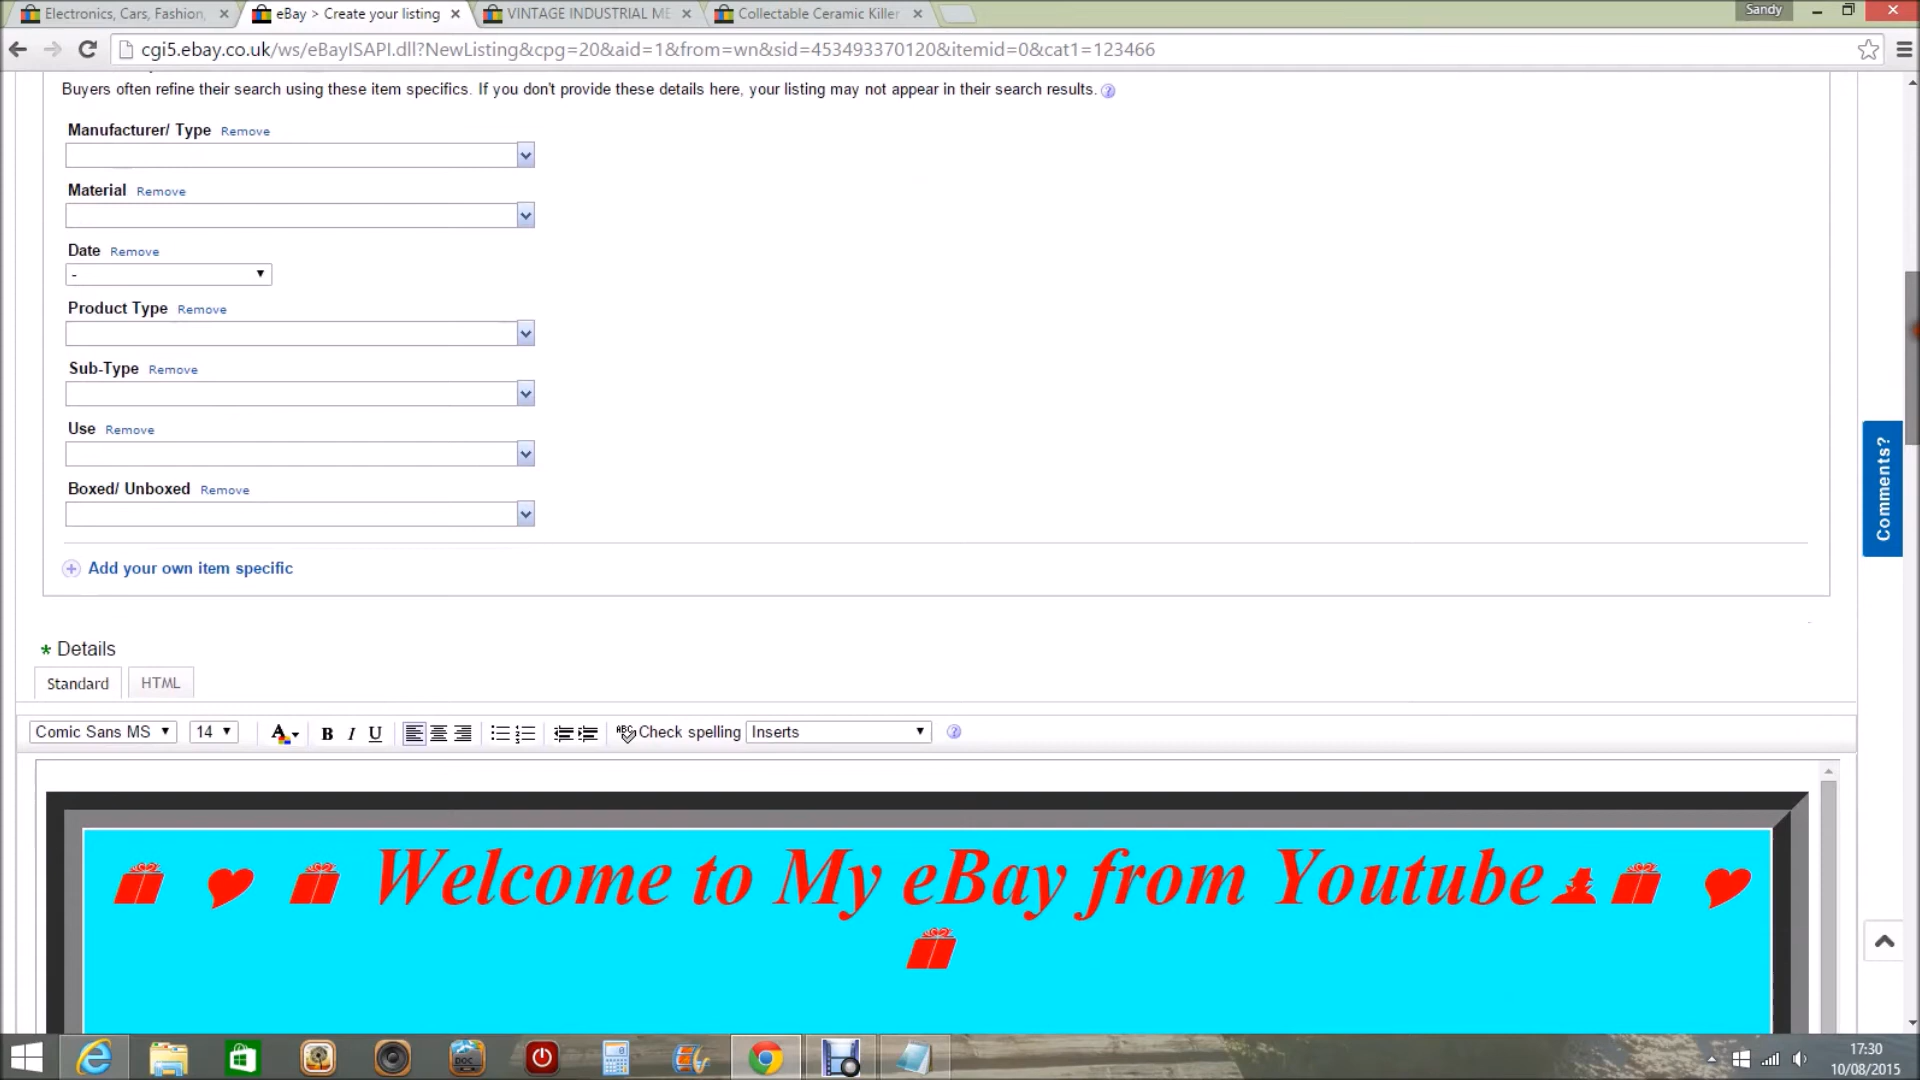 Electronics, Cars, Fashion,
eBay > Create your listing
VINTAGE INDUSTRIAL ME
Collectable Ceramic Killer
Sandy
cgi5.ebay.co.uk/ws/eBayISAPI.dll?NewListing&cpg=20&aid=1&from=wn&sid=453493370120&itemid=0&cat1=123466
Buyers often refine their search using these item specifics. If you don't provide these details here, your listing may not appear in their search results.
Manufacturer/ Type Remove
Material Remove
Date Remove
-
Product Type Remove
Sub-Type Remove
Use Remove
Boxed/ Unboxed Remove
Add your own item specific
Comments?
* Details
Standard HTML
Comic Sans MS 14 A B I U ABC Check spelling Inserts
Welcome to My eBay from Youtube
DOC
17:30
10/08/2015